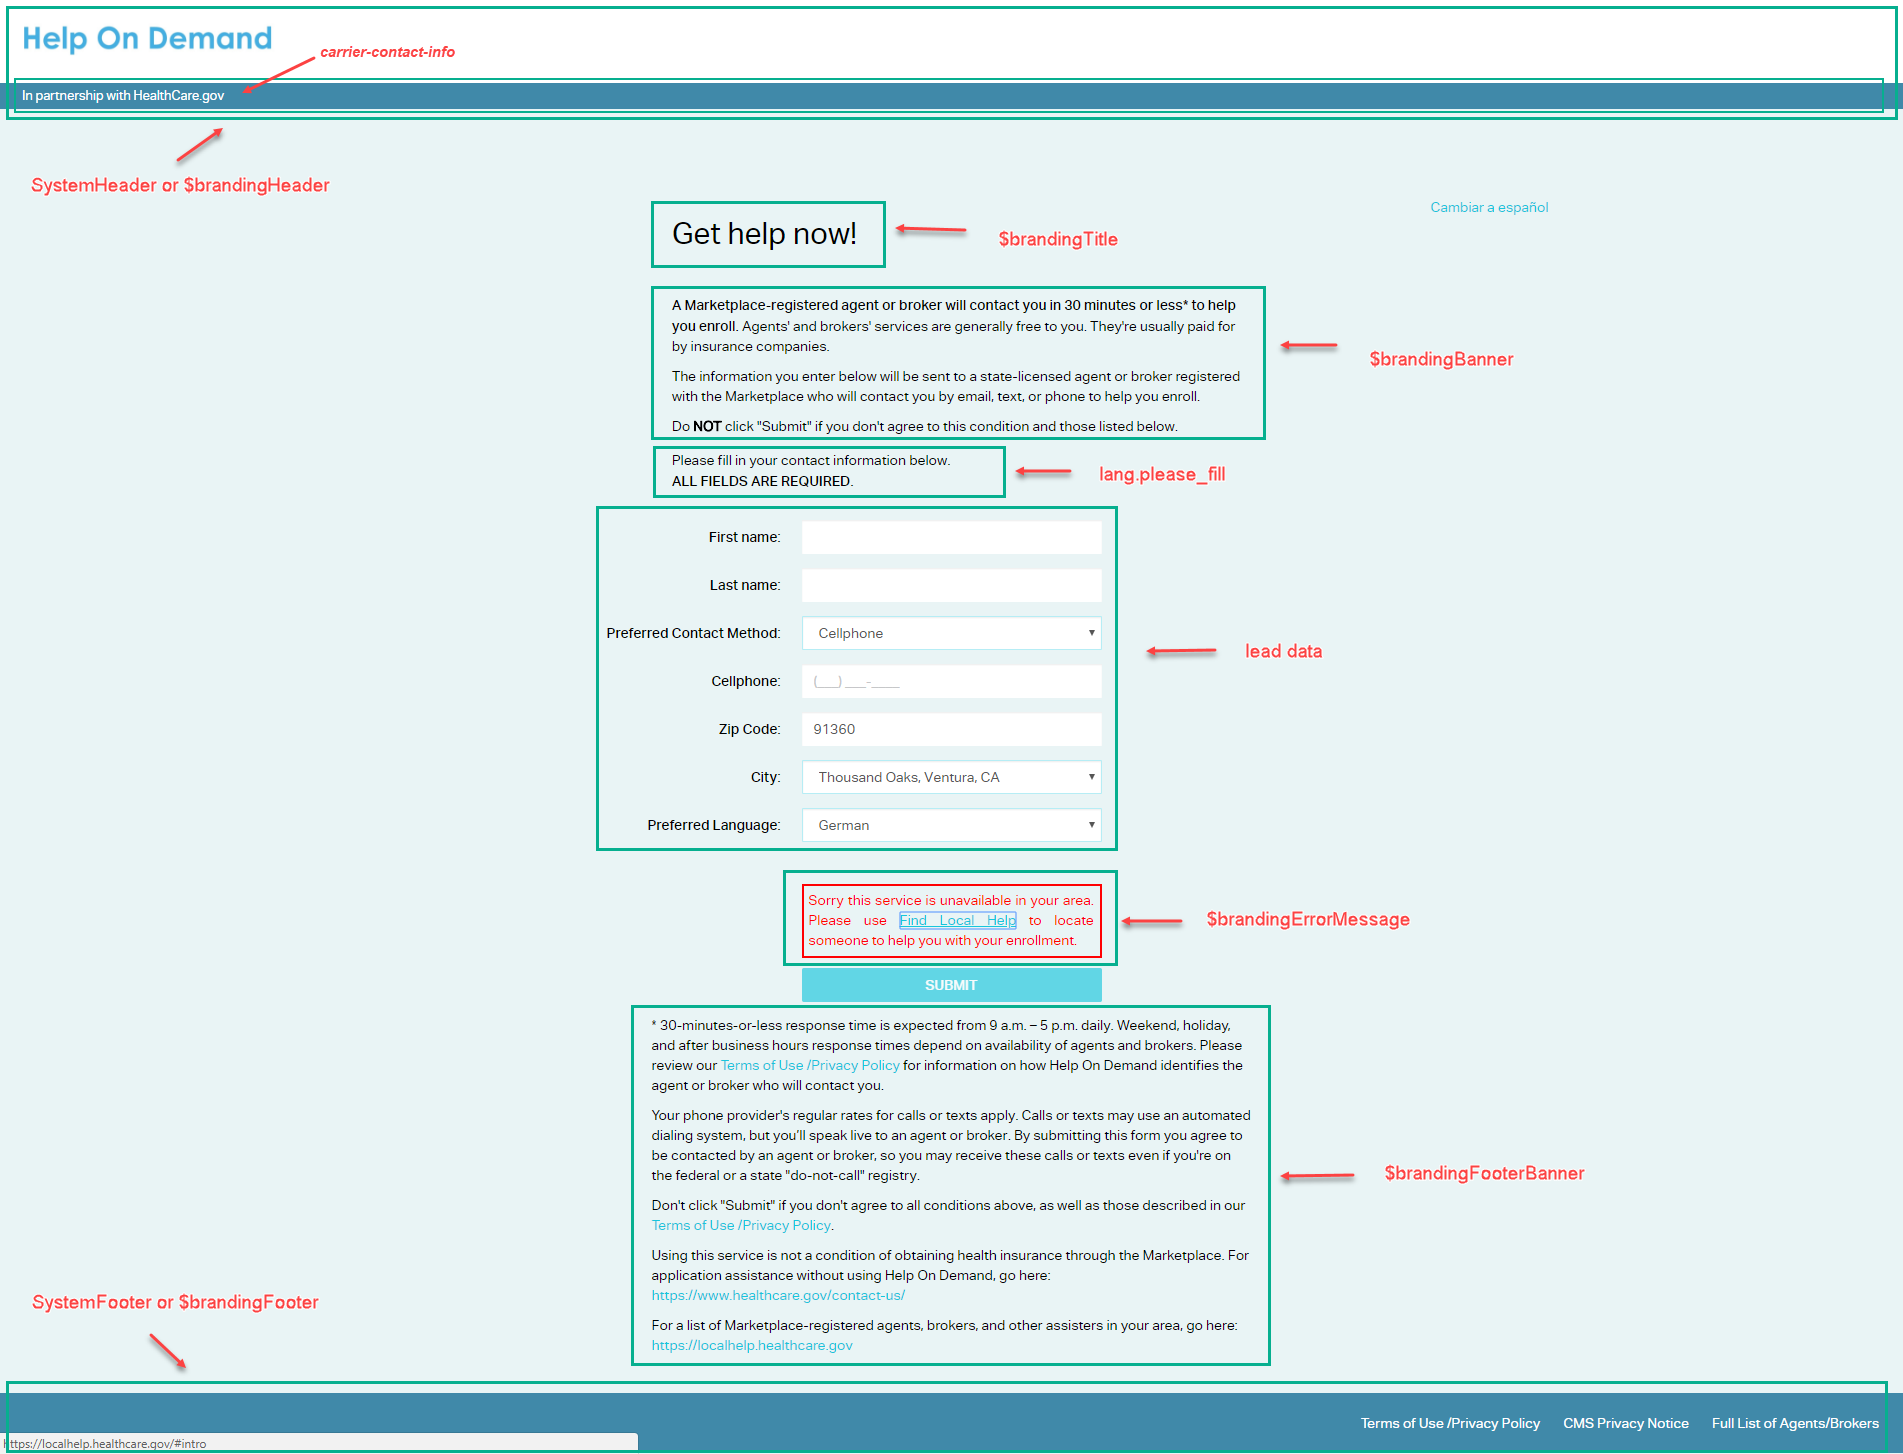 Help On Demand
carrier-contact-info
In partnership with HealthCare.gov
SystemHeader or $brandingHeader
Cambiar a español
Get help now!
$brandingTitle
A Marketplace-registered agent or broker will contact you in 30 minutes or less* to help
you enroll. Agents' and brokers' services are generally free to you. They're usually paid for
by insurance companies.
$brandingBanner
The information you enter below will be sent to a state-licensed agent or broker registered
with the Marketplace who will contact you by email, text, or phone to help you enroll.
Do NOT click "Submit" if you don't agree to this condition and those listed below.
Please fill in your contact information below.
ALL FIELDS ARE REQUIRED.
lang.please_fill
First name:
Last name:
Preferred Contact Method: Cellphone
lead data
Cellphone: (___) ___-____
Zip Code: 91360
City: Thousand Oaks, Ventura, CA
Preferred Language: German
Sorry this service is unavailable in your area.
Please use Find Local Help to locate
someone to help you with your enrollment.
$brandingErrorMessage
SUBMIT
* 30-minutes-or-less response time is expected from 9 a.m. – 5 p.m. daily. Weekend, holiday,
and after business hours response times depend on availability of agents and brokers. Please
review our Terms of Use /Privacy Policy for information on how Help On Demand identifies the
agent or broker who will contact you.
Your phone provider's regular rates for calls or texts apply. Calls or texts may use an automated
dialing system, but you'll speak live to an agent or broker. By submitting this form you agree to
be contacted by an agent or broker, so you may receive these calls or texts even if you're on
the federal or a state "do-not-call" registry.
$brandingFooterBanner
Don't click "Submit" if you don't agree to all conditions above, as well as those described in our
Terms of Use /Privacy Policy.
Using this service is not a condition of obtaining health insurance through the Marketplace. For
application assistance without using Help On Demand, go here:
https://www.healthcare.gov/contact-us/
For a list of Marketplace-registered agents, brokers, and other assisters in your area, go here:
https://localhelp.healthcare.gov
SystemFooter or $brandingFooter
Terms of Use /Privacy Policy CMS Privacy Notice Full List of Agents/Brokers
https://localhelp.healthcare.gov/#intro